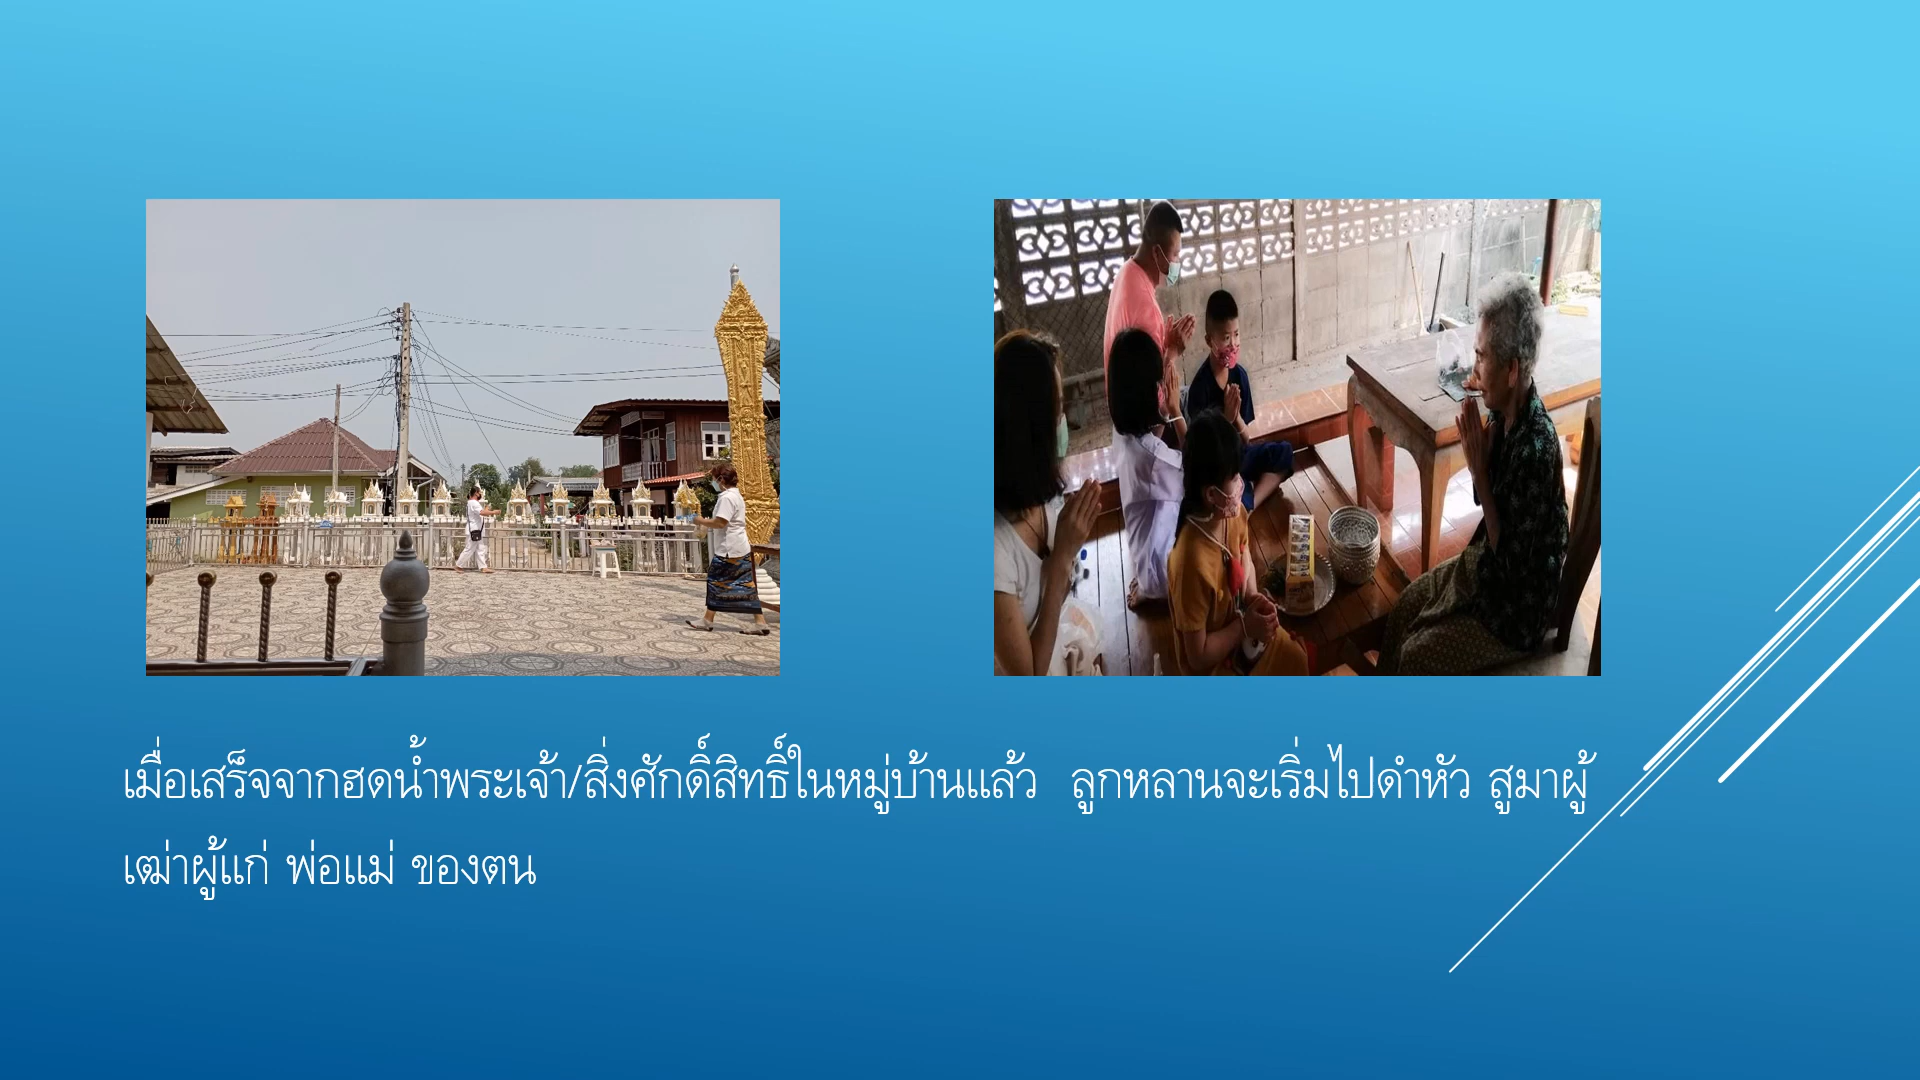 เมื่อเสร็จจากฮดน้ำพระเจ้า/สิ่งศักดิ์สิทธิ์ในหมู่บ้านแล้ว ลูกหลานจะเริ่มไปดำหัว สูมาผู้
เฒ่าผู้แก่ พ่อแม่ ของตน